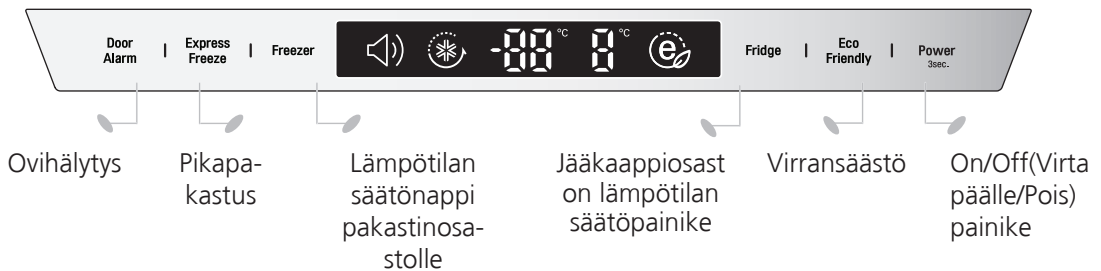 Door
Alarm
Express
Freeze
Freezer
-88 °C
8 °C
e
Fridge
Eco
Friendly
Power
3sec.
Ovihälytys
Pikapa-
kastus
Lämpötilan
säätönappi
pakastinosa-
stolle
Jääkaappiosast
on lämpötilan
säätöpainike
Virransäästö
On/Off(Virta
päälle/Pois)
painike